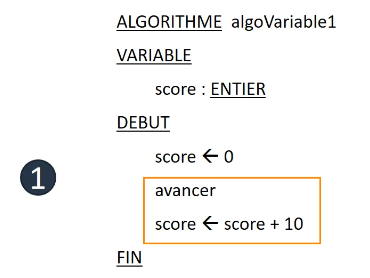 ALGORITHME algoVariable1
VARIABLE
score : ENTIER
DEBUT
score ← 0
1
avancer
score ← score + 10
FIN